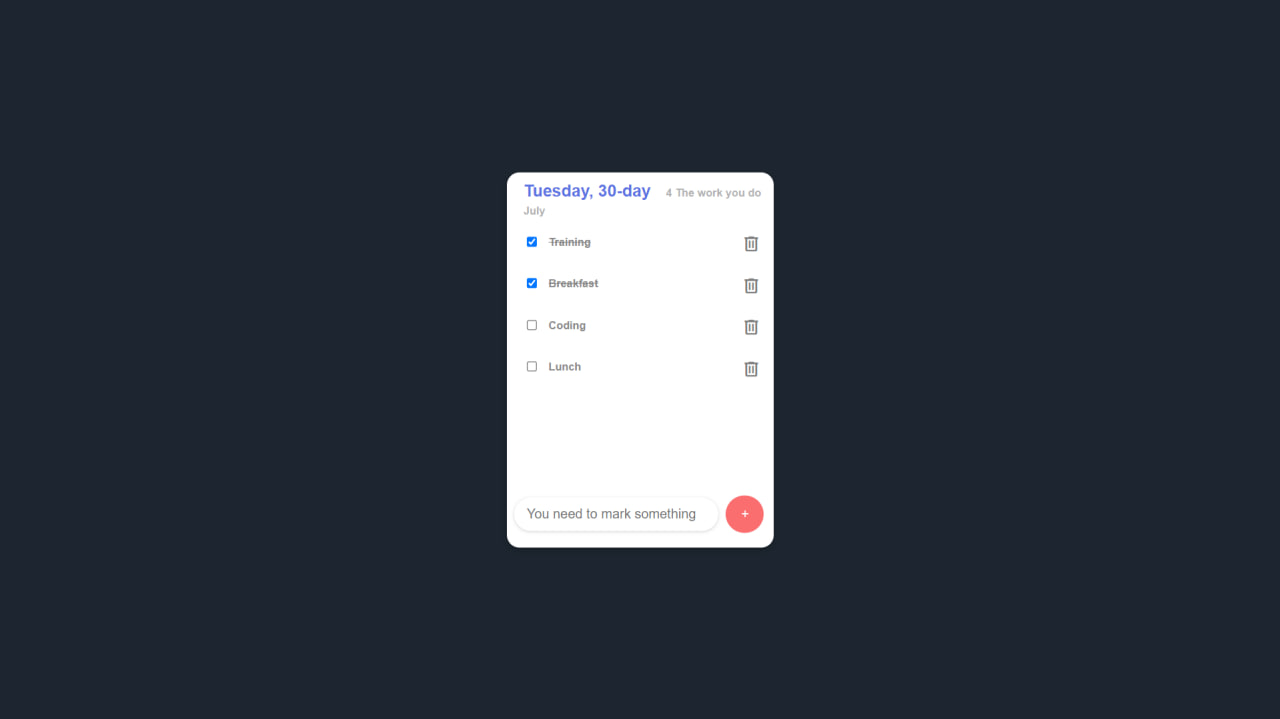 Tuesday, 30-day 4 The work you do
July
Training
Breakfast
Coding
Lunch
You need to mark something +